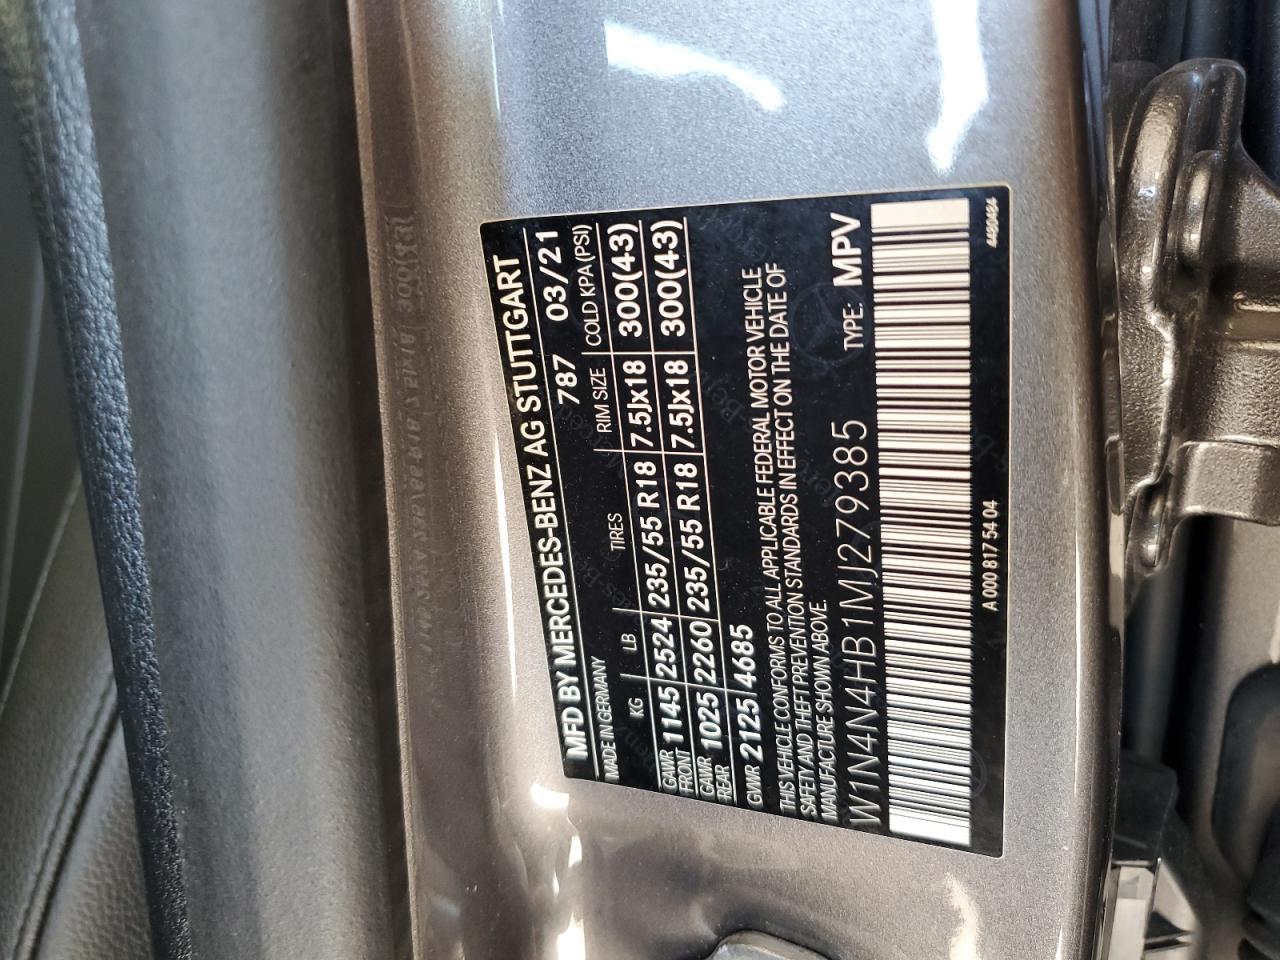 MFD BY MERCEDES-BENZ AG STUTTGART
MADE IN GERMANY 787 03/21
KG LB TIRES RIM SIZE COLD KPA (PSI)
GAWR FRONT 1145 2524 235/55 R18 7.5Jx18 300(43)
GAWR REAR 1025 2260 235/55 R18 7.5Jx18 300(43)
GWR 2125 4685
THIS VEHICLE CONFORMS TO ALL APPLICABLE FEDERAL MOTOR VEHICLE
SAFETY AND THEFT PREVENTION STANDARDS IN EFFECT ON THE DATE OF
MANUFACTURE SHOWN ABOVE.
W1N4N4HB1MJ279385 TYPE: MPV
A 000 817 54 04 4480484